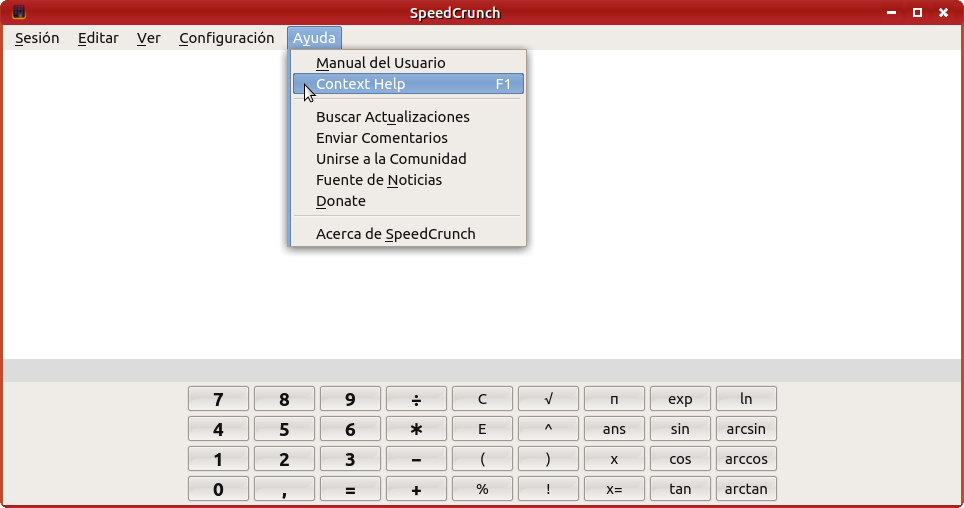 SpeedCrunch
Sesión Editar Ver Configuración Ayuda
Manual del Usuario
Context Help F1
Buscar Actualizaciones
Enviar Comentarios
Unirse a la Comunidad
Fuente de Noticias
Donate
Acerca de SpeedCrunch
7 8 9 ÷ C √ π exp ln
4 5 6 * E ^ ans sin arcsin
1 2 3 − ( ) x cos arccos
0 , = + % ! x= tan arctan